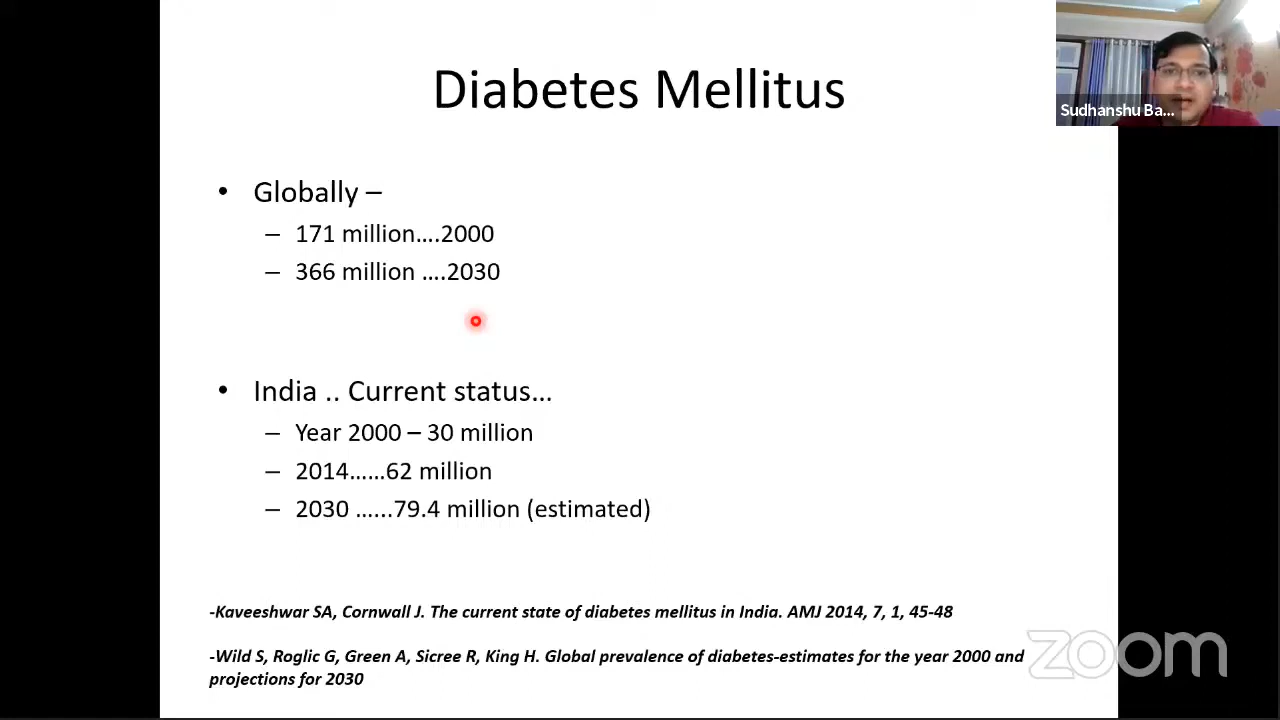 Diabetes Mellitus
Sudhanshu Ba...
• Globally –
– 171 million....2000
– 366 million ....2030
• India .. Current status...
– Year 2000 – 30 million
– 2014......62 million
– 2030 ......79.4 million (estimated)
-Kaveeshwar SA, Cornwall J. The current state of diabetes mellitus in India. AMJ 2014, 7, 1, 45-48
-Wild S, Roglic G, Green A, Sicree R, King H. Global prevalence of diabetes-estimates for the year 2000 and
projections for 2030
zoom